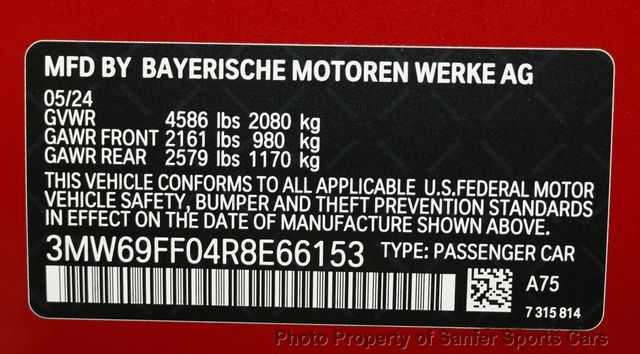 MFD BY BAYERISCHE MOTOREN WERKE AG
05/24
GVWR 4586 lbs 2080 kg
GAWR FRONT 2161 lbs 980 kg
GAWR REAR 2579 lbs 1170 kg
THIS VEHICLE CONFORMS TO ALL APPLICABLE U.S.FEDERAL MOTOR
VEHICLE SAFETY, BUMPER AND THEFT PREVENTION STANDARDS
IN EFFECT ON THE DATE OF MANUFACTURE SHOWN ABOVE.
3MW69FF04R8E66153 TYPE: PASSENGER CAR
A75
7 315 814
Photo Property of Sanfer Sports Cars